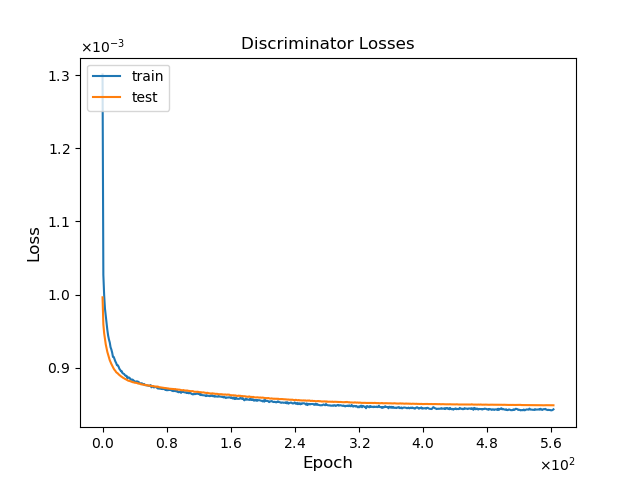 Discriminator Losses
×10⁻³
train
test
1.3
1.2
1.1
1.0
0.9
Loss
0.0 0.8 1.6 2.4 3.2 4.0 4.8 5.6
Epoch
×10²